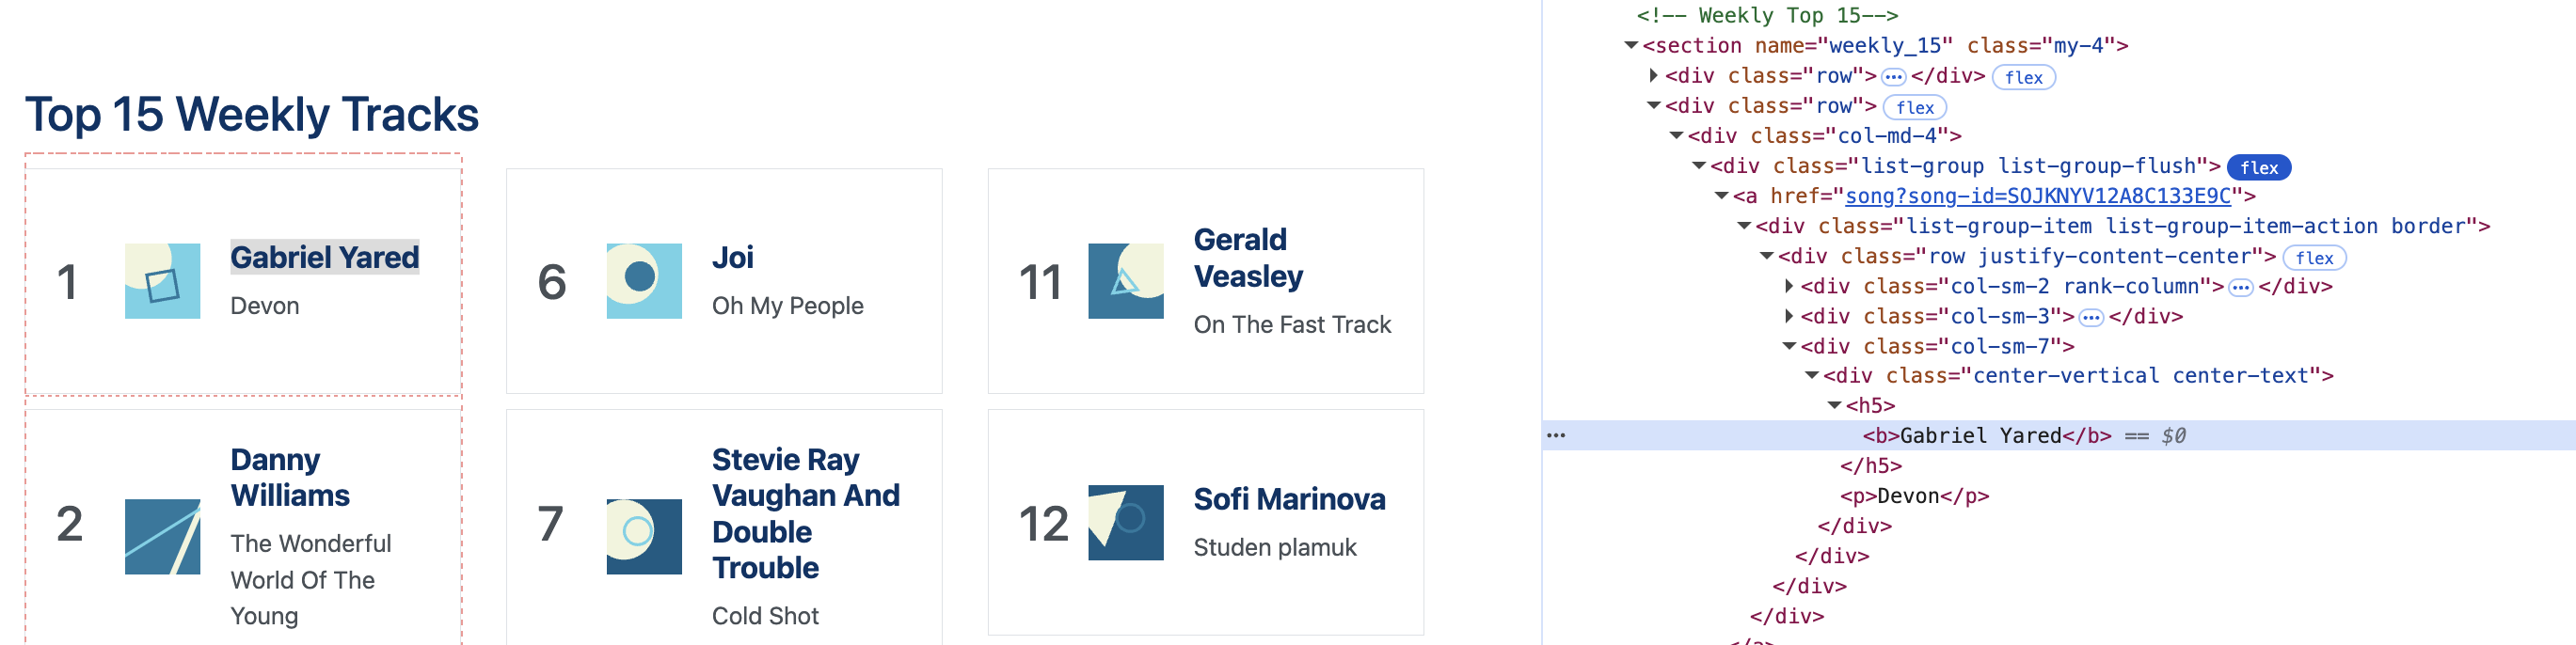 Top 15 Weekly Tracks
1
Gabriel Yared
Devon
6
Joi
Oh My People
11
Gerald
Veasley
On The Fast Track
2
Danny
Williams
The Wonderful
World Of The
Young
7
Stevie Ray
Vaughan And
Double
Trouble
Cold Shot
12
Sofi Marinova
Studen plamuk
<!-- Weekly Top 15-->
<section name="weekly_15" class="my-4">
<div class="row"> ••• </div> flex
<div class="row"> flex
<div class="col-md-4">
<div class="list-group list-group-flush"> flex
<a href="song?song-id=SOJKNYV12A8C133E9C">
<div class="list-group-item list-group-item-action border">
<div class="row justify-content-center"> flex
<div class="col-sm-2 rank-column"> ••• </div>
<div class="col-sm-3"> ••• </div>
<div class="col-sm-7">
<div class="center-vertical center-text">
<h5>
••• <b>Gabriel Yared</b> == $0
</h5>
<p>Devon</p>
</div>
</div>
</div>
</div>